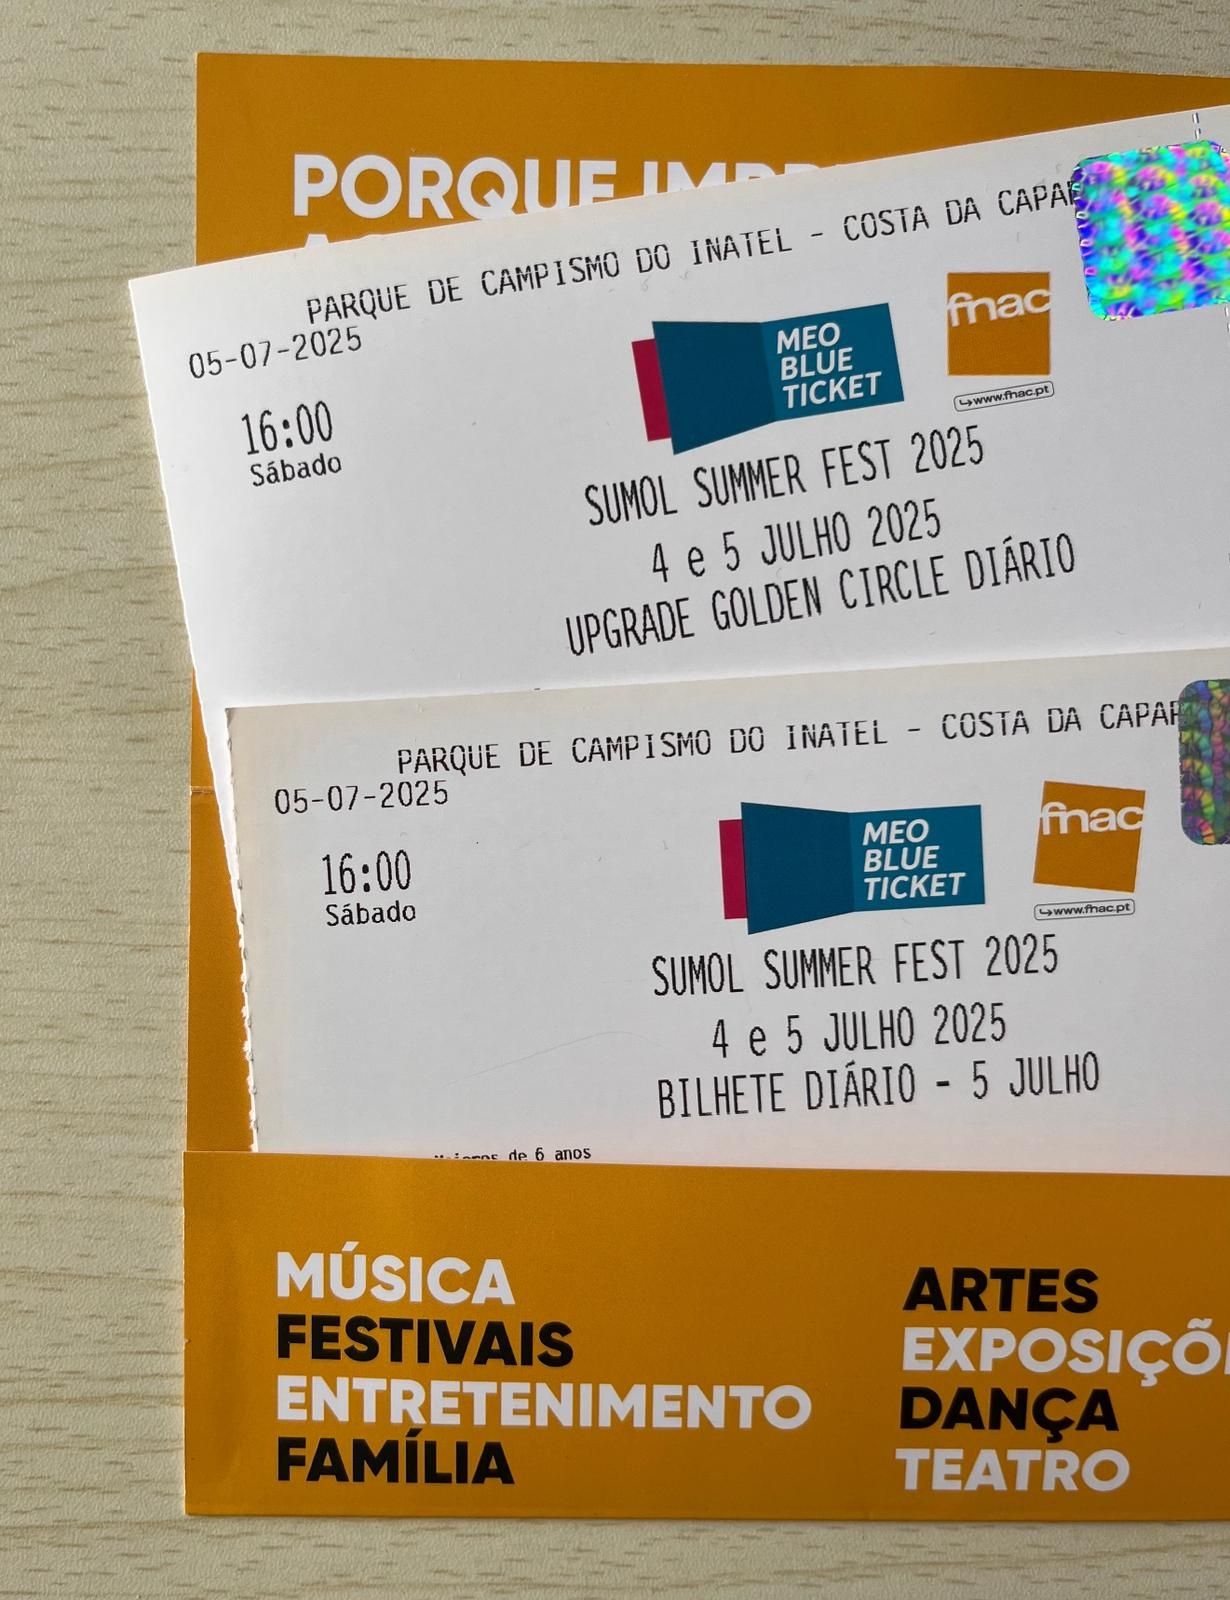 PORQUE
PARQUE DE CAMPISMO DO INATEL - COSTA DA
05-07-2025
16:00
Sábado
MEO
BLUE
TICKET
fnac
www.fnac.pt
SUMOL SUMMER FEST 2025
4 e 5 JULHO 2025
UPGRADE GOLDEN CIRCLE DIÁRIO
PARQUE DE CAMPISMO DO INATEL - COSTA DA
05-07-2025
16:00
Sábado
MEO
BLUE
TICKET
fnac
www.fnac.pt
SUMOL SUMMER FEST 2025
4 e 5 JULHO 2025
BILHETE DIÁRIO - 5 JULHO
de 6 anos
MÚSICA
FESTIVAIS
ENTRETENIMENTO
FAMÍLIA
ARTES
DANÇA
TEATRO